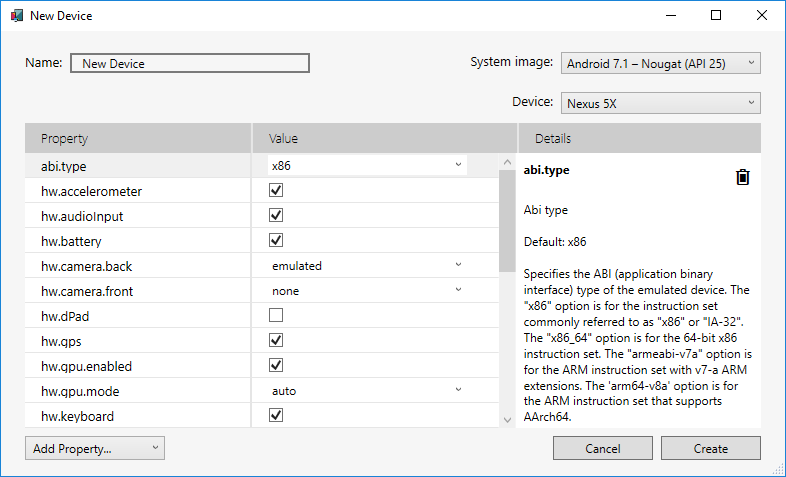 New Device
Name: New Device
System image: Android 7.1 – Nougat (API 25)
Device: Nexus 5X
Property Value Details
abi.type x86
hw.accelerometer
hw.audioInput
hw.battery
hw.camera.back emulated
hw.camera.front none
hw.dPad
hw.gps
hw.gpu.enabled
hw.gpu.mode auto
hw.keyboard
abi.type
Abi type
Default: x86
Specifies the ABI (application binary
interface) type of the emulated device. The
"x86" option is for the instruction set
commonly referred to as "x86" or "IA-32".
The "x86_64" option is for the 64-bit x86
instruction set. The "armeabi-v7a" option is
for the ARM instruction set with v7-a ARM
extensions. The 'arm64-v8a' option is for
the ARM instruction set that supports
AArch64.
Add Property...
Cancel
Create